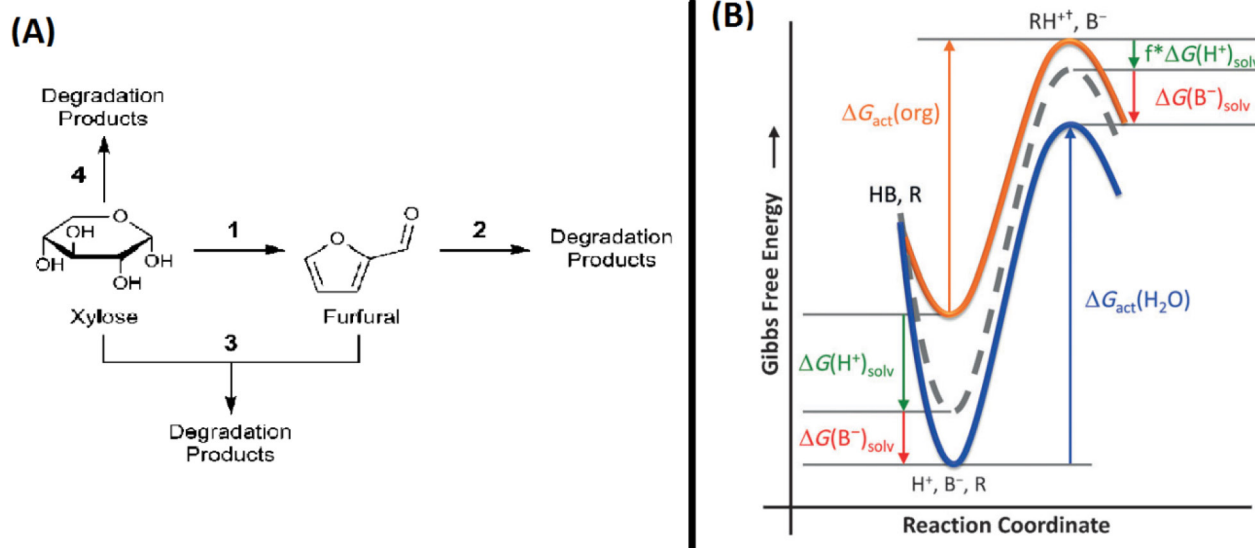 (A)
Degradation
Products
4
O
OH
OH
OH
OH
Xylose
1
O
O
Furfural
2
Degradation
Products
3
Degradation
Products
(B)
RH⁺†, B⁻
f*ΔG(H⁺)solv
ΔG(B⁻)solv
ΔGact(org)
HB, R
ΔGact(H₂O)
ΔG(H⁺)solv
ΔG(B⁻)solv
H⁺, B⁻, R
Gibbs Free Energy
Reaction Coordinate